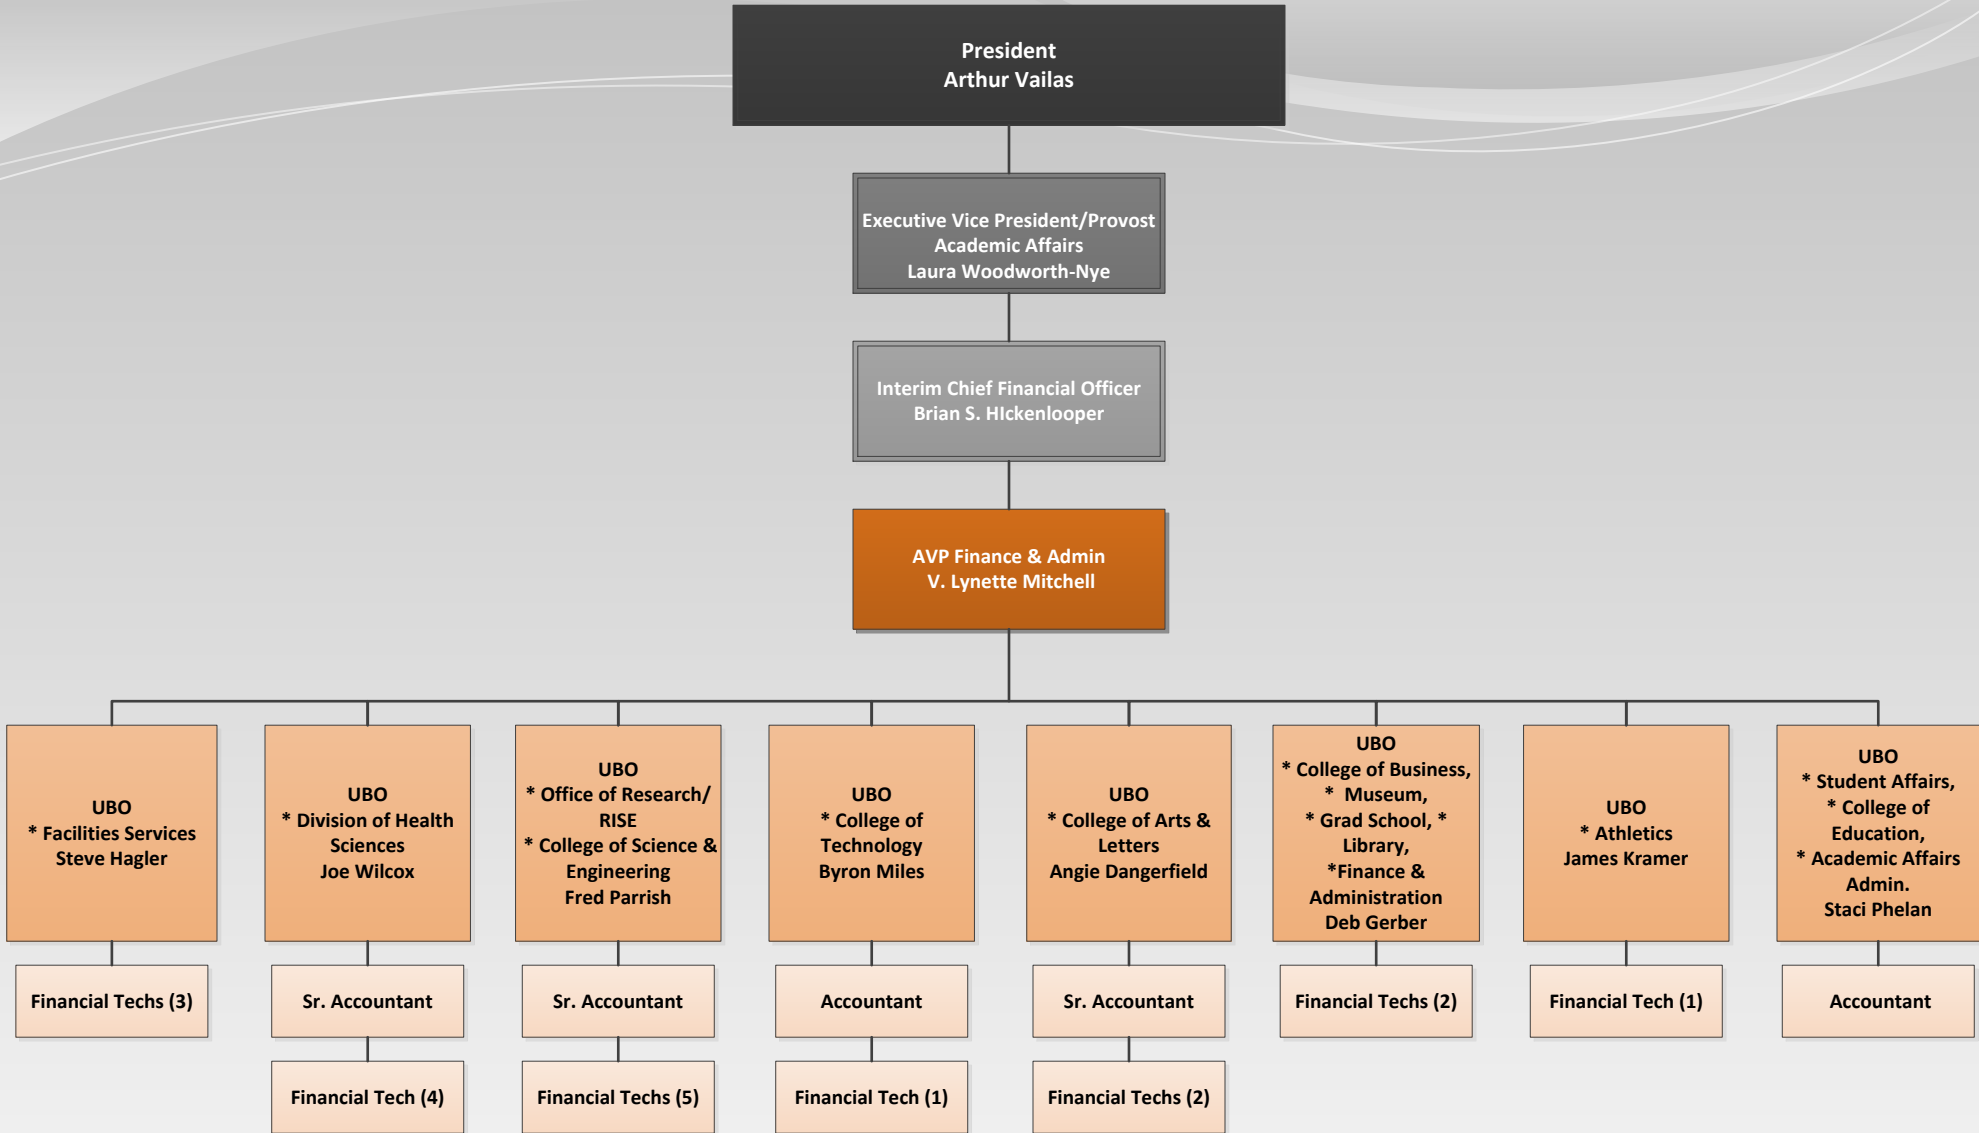 President
Arthur Vailas
Executive Vice President/Provost
Academic Affairs
Laura Woodworth-Nye
Interim Chief Financial Officer
Brian S. HIckenlooper
AVP Finance & Admin
V. Lynette Mitchell
UBO
* Facilities Services
Steve Hagler
UBO
* Division of Health
Sciences
Joe Wilcox
UBO
* Office of Research/
RISE
* College of Science &
Engineering
Fred Parrish
UBO
* College of
Technology
Byron Miles
UBO
* College of Arts &
Letters
Angie Dangerfield
UBO
* College of Business,
* Museum,
* Grad School, *
Library,
*Finance &
Administration
Deb Gerber
UBO
* Athletics
James Kramer
UBO
* Student Affairs,
* College of
Education,
* Academic Affairs
Admin.
Staci Phelan
Financial Techs (3)
Sr. Accountant
Sr. Accountant
Accountant
Sr. Accountant
Financial Techs (2)
Financial Tech (1)
Accountant
Financial Tech (4)
Financial Techs (5)
Financial Tech (1)
Financial Techs (2)